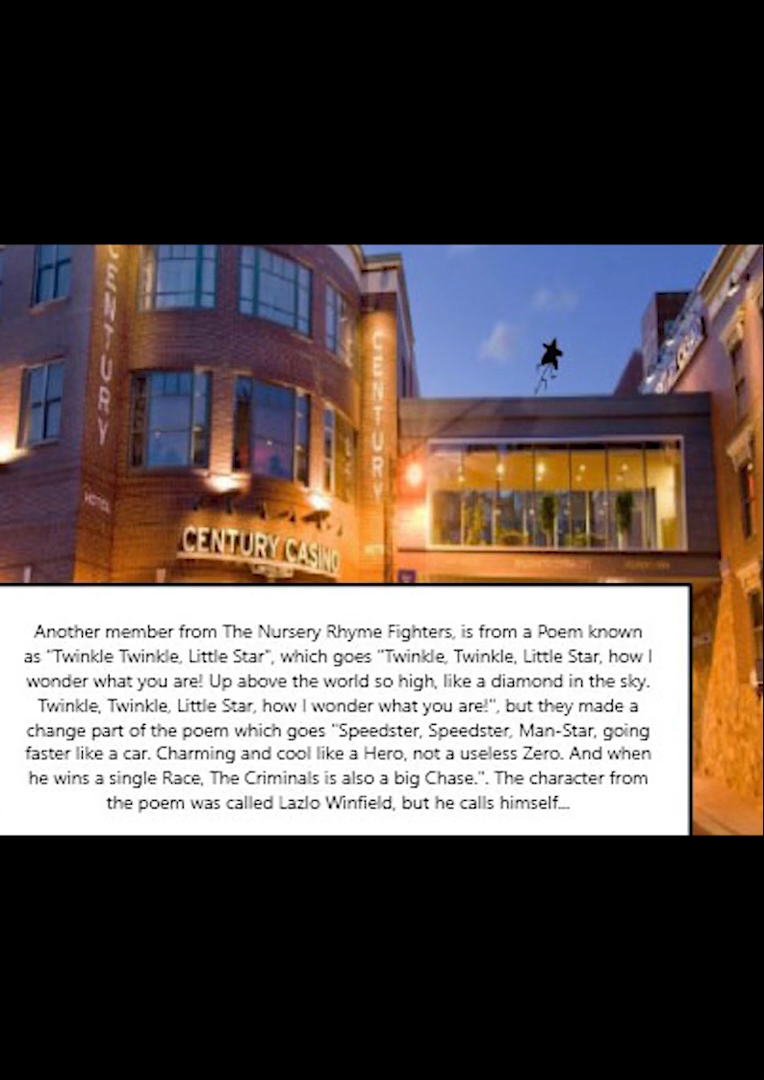 CENTURY
CENTURY
HOTEL
CENTURY CASINO
Another member from The Nursery Rhyme Fighters, is from a Poem known
as "Twinkle Twinkle, Little Star", which goes "Twinkle, Twinkle, Little Star, how I
wonder what you are! Up above the world so high, like a diamond in the sky.
Twinkle, Twinkle, Little Star, how I wonder what you are!", but they made a
change part of the poem which goes "Speedster, Speedster, Man-Star, going
faster like a car. Charming and cool like a Hero, not a useless Zero. And when
he wins a single Race, The Criminals is also a big Chase.". The character from
the poem was called Lazlo Winfield, but he calls himself...